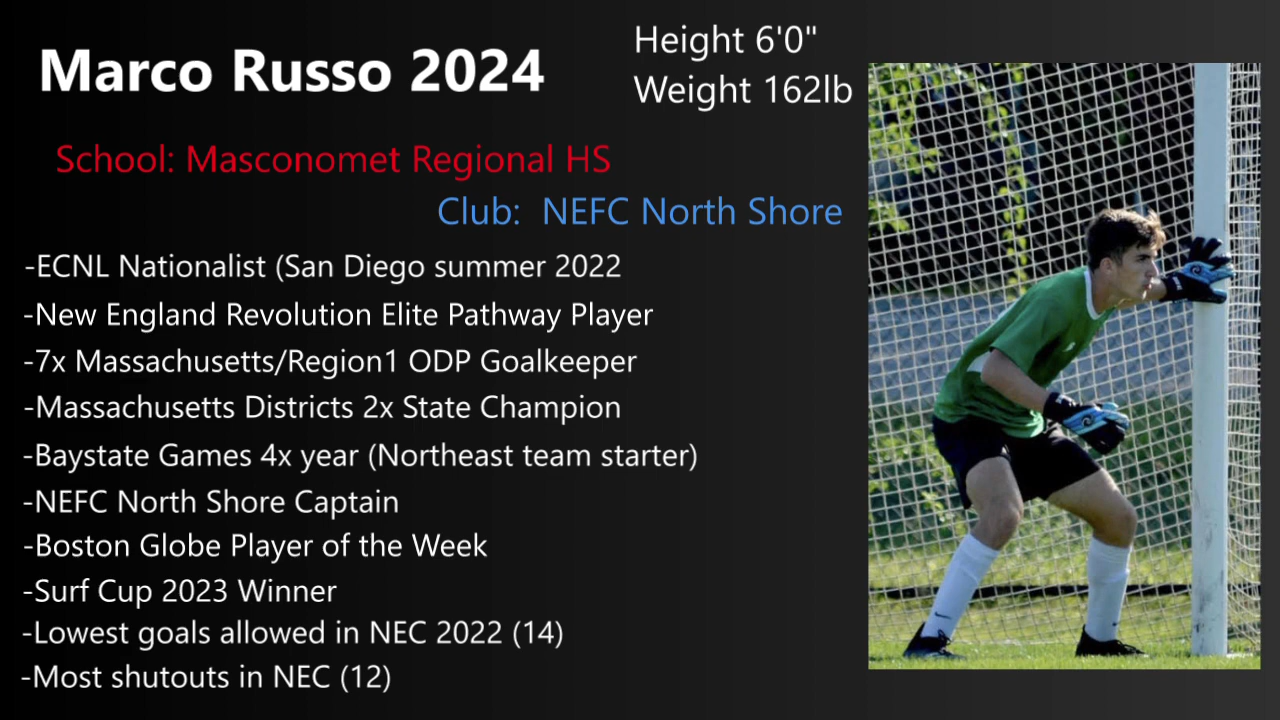 Marco Russo 2024
Height 6'0"
Weight 162lb
School: Masconomet Regional HS
Club: NEFC North Shore
-ECNL Nationalist (San Diego summer 2022
-New England Revolution Elite Pathway Player
-7x Massachusetts/Region1 ODP Goalkeeper
-Massachusetts Districts 2x State Champion
-Baystate Games 4x year (Northeast team starter)
-NEFC North Shore Captain
-Boston Globe Player of the Week
-Surf Cup 2023 Winner
-Lowest goals allowed in NEC 2022 (14)
-Most shutouts in NEC (12)